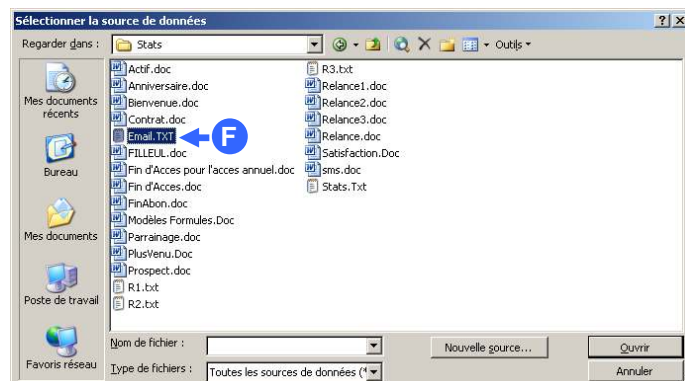 Sélectionner la source de données
Regarder dans : Stats Outils
Mes documents récents
Bureau
Mes documents
Poste de travail
Favoris réseau
Actif.doc
Anniversaire.doc
Bienvenue.doc
Contrat.doc
Email.TXT F
FILLEUL.doc
Fin d'Acces pour l'acces annuel.doc
Fin d'Acces.doc
FinAbon.doc
Modèles Formules.Doc
Parrainage.doc
PlusVenu.Doc
Prospect.doc
R1.txt
R2.txt
R3.txt
Relance1.doc
Relance2.doc
Relance3.doc
Relance.doc
Satisfaction.Doc
sms.doc
Stats.Txt
Nom de fichier : Nouvelle source... Ouvrir
Type de fichiers : Toutes les sources de données (* Annuler